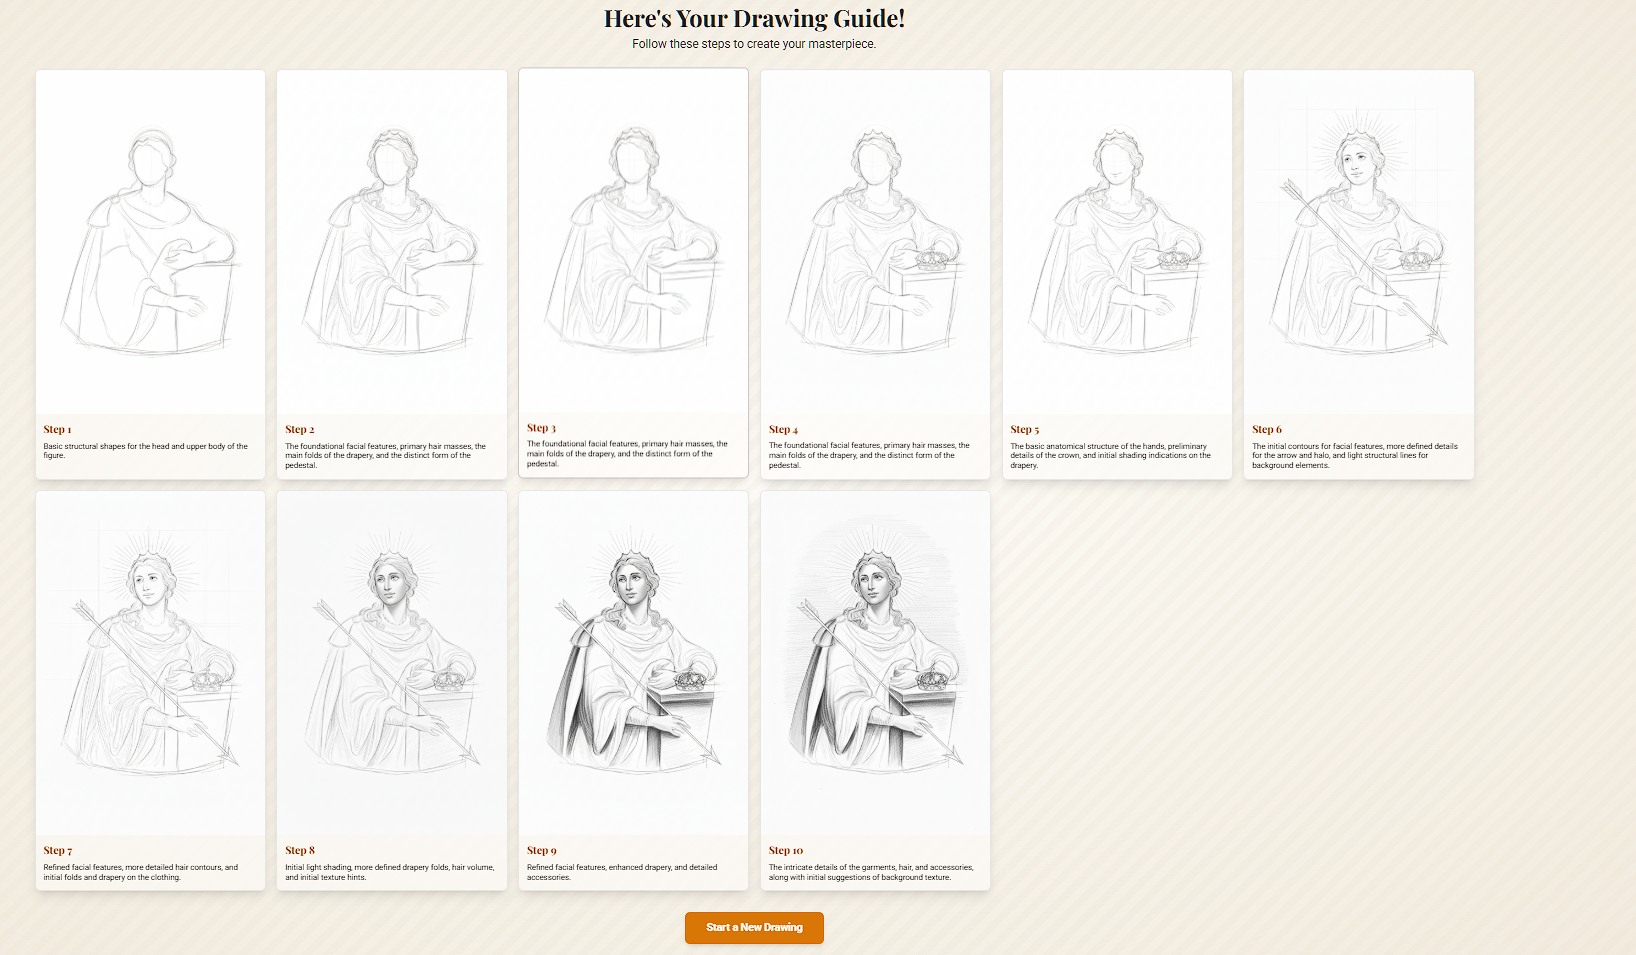 Here's Your Drawing Guide!
Follow these steps to create your masterpiece.
Step 1
Basic structural shapes for the head and upper body of the
figure.
Step 2
The foundational facial features, primary hair masses, the
main folds of the drapery, and the distinct form of the
pedestal.
Step 3
The foundational facial features, primary hair masses, the
main folds of the drapery, and the distinct form of the
pedestal.
Step 4
The foundational facial features, primary hair masses, the
main folds of the drapery, and the distinct form of the
pedestal.
Step 5
The basic anatomical structure of the hands, preliminary
details of the crown, and initial shading indications on the
drapery.
Step 6
The initial contours for facial features, more defined details
for the arrow and halo, and light structural lines for
background elements.
Step 7
Refined facial features, more detailed hair contours, and
initial folds and drapery on the clothing.
Step 8
Initial light shading, more defined drapery folds, hair volume,
and initial texture hints.
Step 9
Refined facial features, enhanced drapery, and detailed
accessories.
Step 10
The intricate details of the garments, hair, and accessories,
along with initial suggestions of background texture.
Start a New Drawing